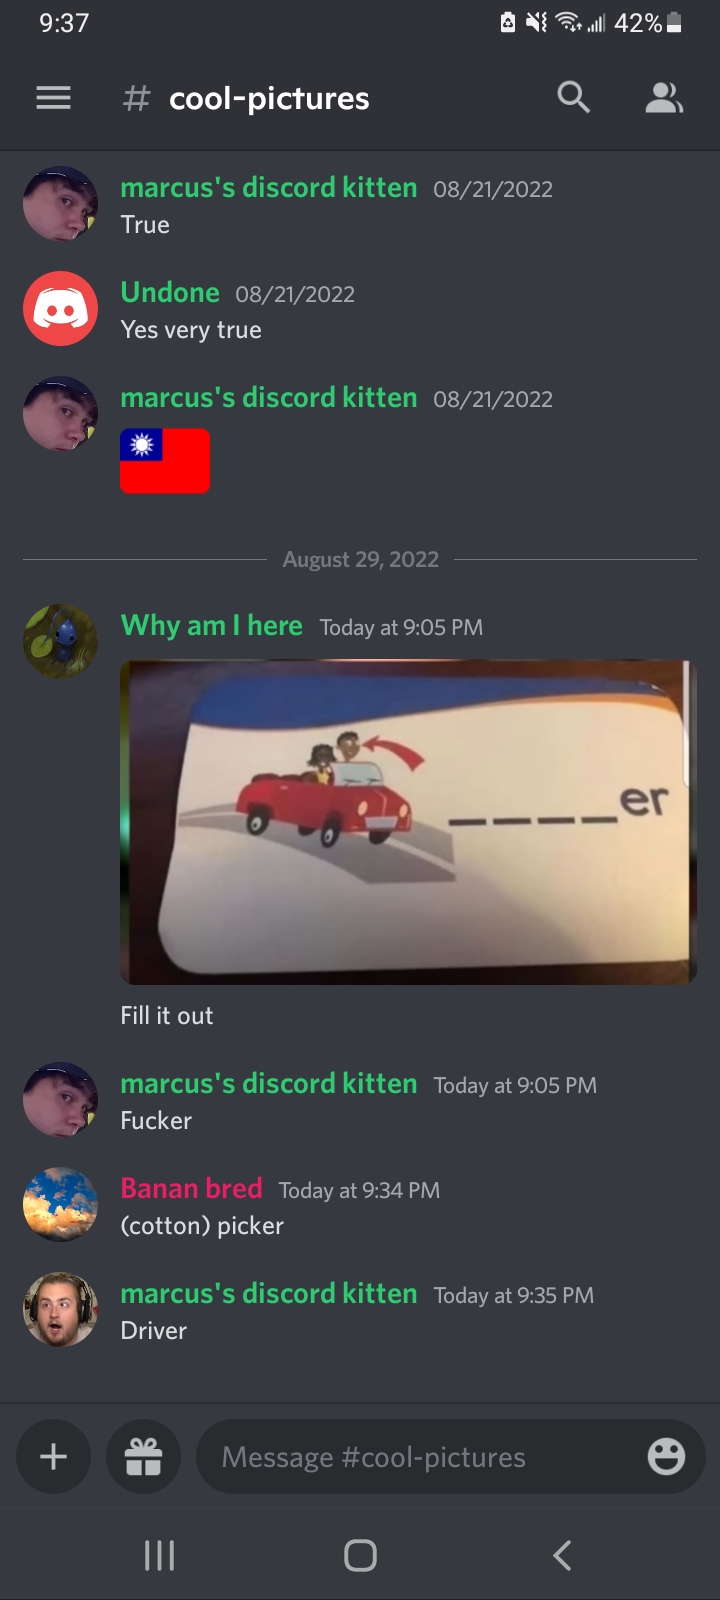 9:37
42%
# cool-pictures
marcus's discord kitten 08/21/2022
True
Undone 08/21/2022
Yes very true
marcus's discord kitten 08/21/2022
August 29, 2022
Why am I here Today at 9:05 PM
____er
Fill it out
marcus's discord kitten Today at 9:05 PM
Fucker
Banan bred Today at 9:34 PM
(cotton) picker
marcus's discord kitten Today at 9:35 PM
Driver
Message #cool-pictures